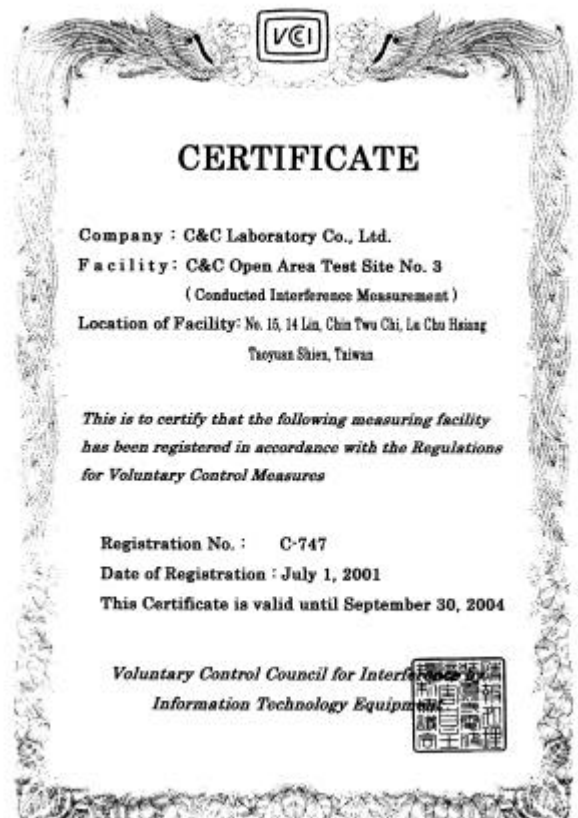 VCCI
CERTIFICATE
Company : C&C Laboratory Co., Ltd.
Facility : C&C Open Area Test Site No. 3
( Conducted Interference Measurement )
Location of Facility: No. 15, 14 Lin, Chin Twu Chi, Lu Chu Hsiang
Taoyuan Shien, Taiwan
This is to certify that the following measuring facility
has been registered in accordance with the Regulations
for Voluntary Control Measures
Registration No. : C-747
Date of Registration : July 1, 2001
This Certificate is valid until September 30, 2004
Voluntary Control Council for Interference by
Information Technology Equipment